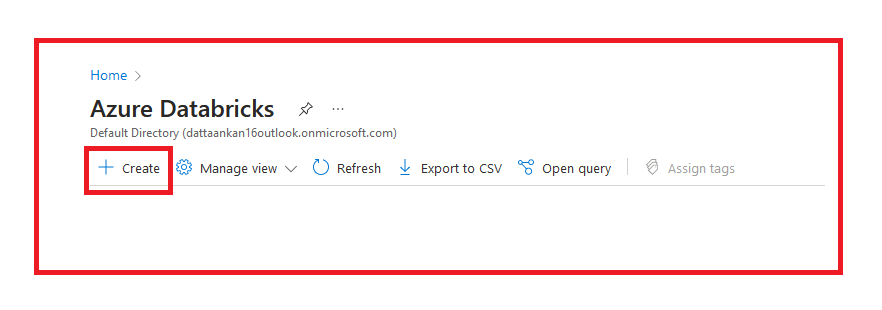 Home
Azure Databricks
Default Directory (dattaankan16outlook.onmicrosoft.com)
Create Manage view Refresh Export to CSV Open query Assign tags